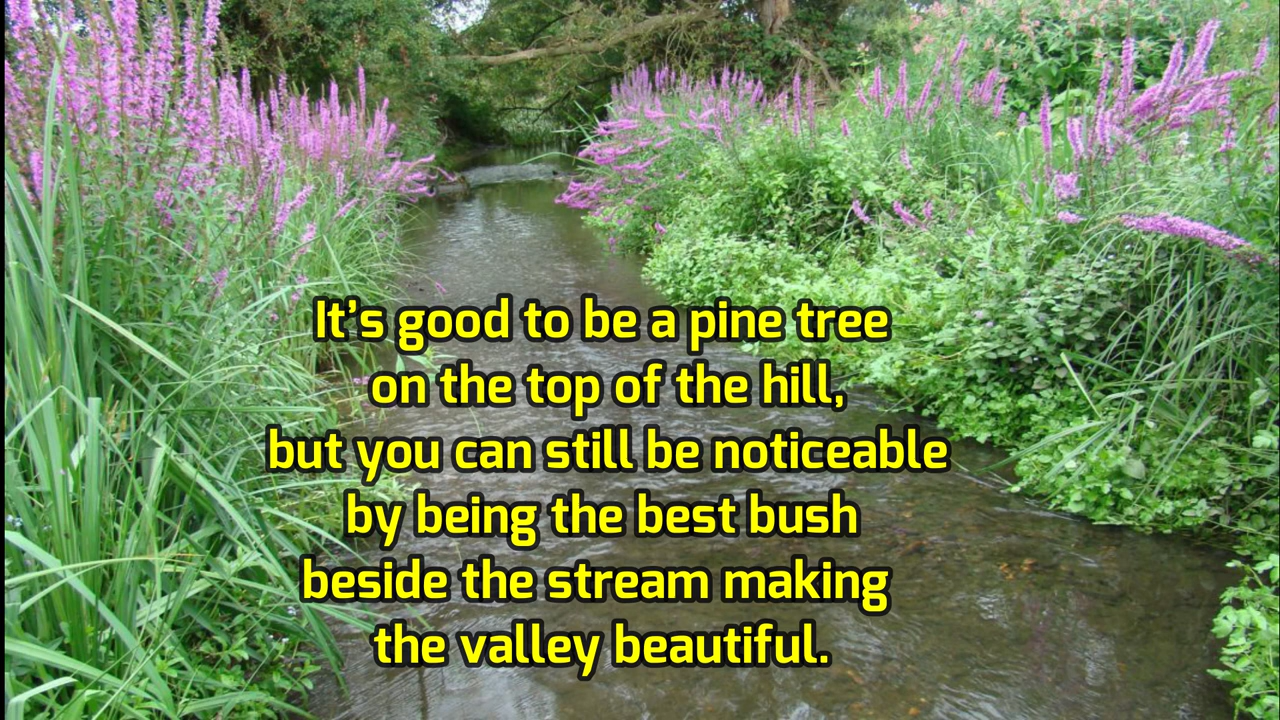 It’s good to be a pine tree
on the top of the hill,
but you can still be noticeable
by being the best bush
beside the stream making
the valley beautiful.